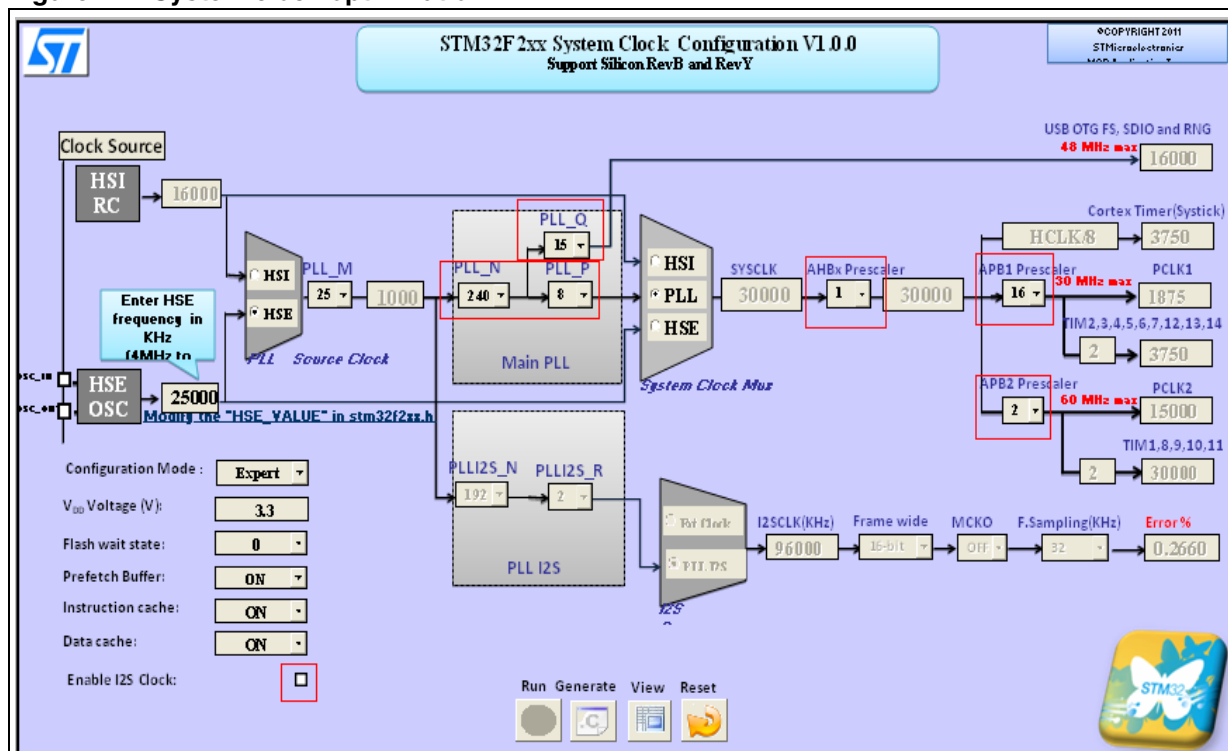 STM32F2xx System Clock Configuration V1.0.0
Support Silicon RevB and RevY
©COPYRIGHT 2011
STMicroelectronics
ST
USB OTG FS, SDIO and RNG
48 MHz max
16000
Clock Source
HSI
RC
16000
Cortex Timer(Systick)
HCLK/8
3750
PLL_Q
15
HSI
HSE
PLL_M
25
1000
PLL_N
240
PLL_P
8
Main PLL
HSI
PLL
HSE
SYSCLK
30000
AHBx Prescaler
1
30000
APB1 Prescaler
16
30 MHz max
PCLK1
1875
TIM2,3,4,5,6,7,12,13,14
2
3750
Enter HSE
frequency in
KHz
(4MHz to
PLL Source Clock
System Clock Mux
osc_in
HSE
OSC
25000
Modify the "HSE_VALUE" in stm32f2xx.h
APB2 Prescaler
2
60 MHz max
PCLK2
15000
TIM1,8,9,10,11
2
30000
Configuration Mode :
Expert
VDD Voltage (V):
3.3
Flash wait state:
0
Prefetch Buffer:
ON
Instruction cache:
ON
Data cache:
ON
Enable I2S Clock:
PLLI2S_N
192
PLLI2S_R
2
PLL I2S
Ext Clock
PLL I2S
I2S
I2SCLK(KHz)
96000
Frame wide
16-bit
MCKO
OFF
F.Sampling(KHz)
32
Error %
0.2660
Run Generate View Reset
.C
STM32